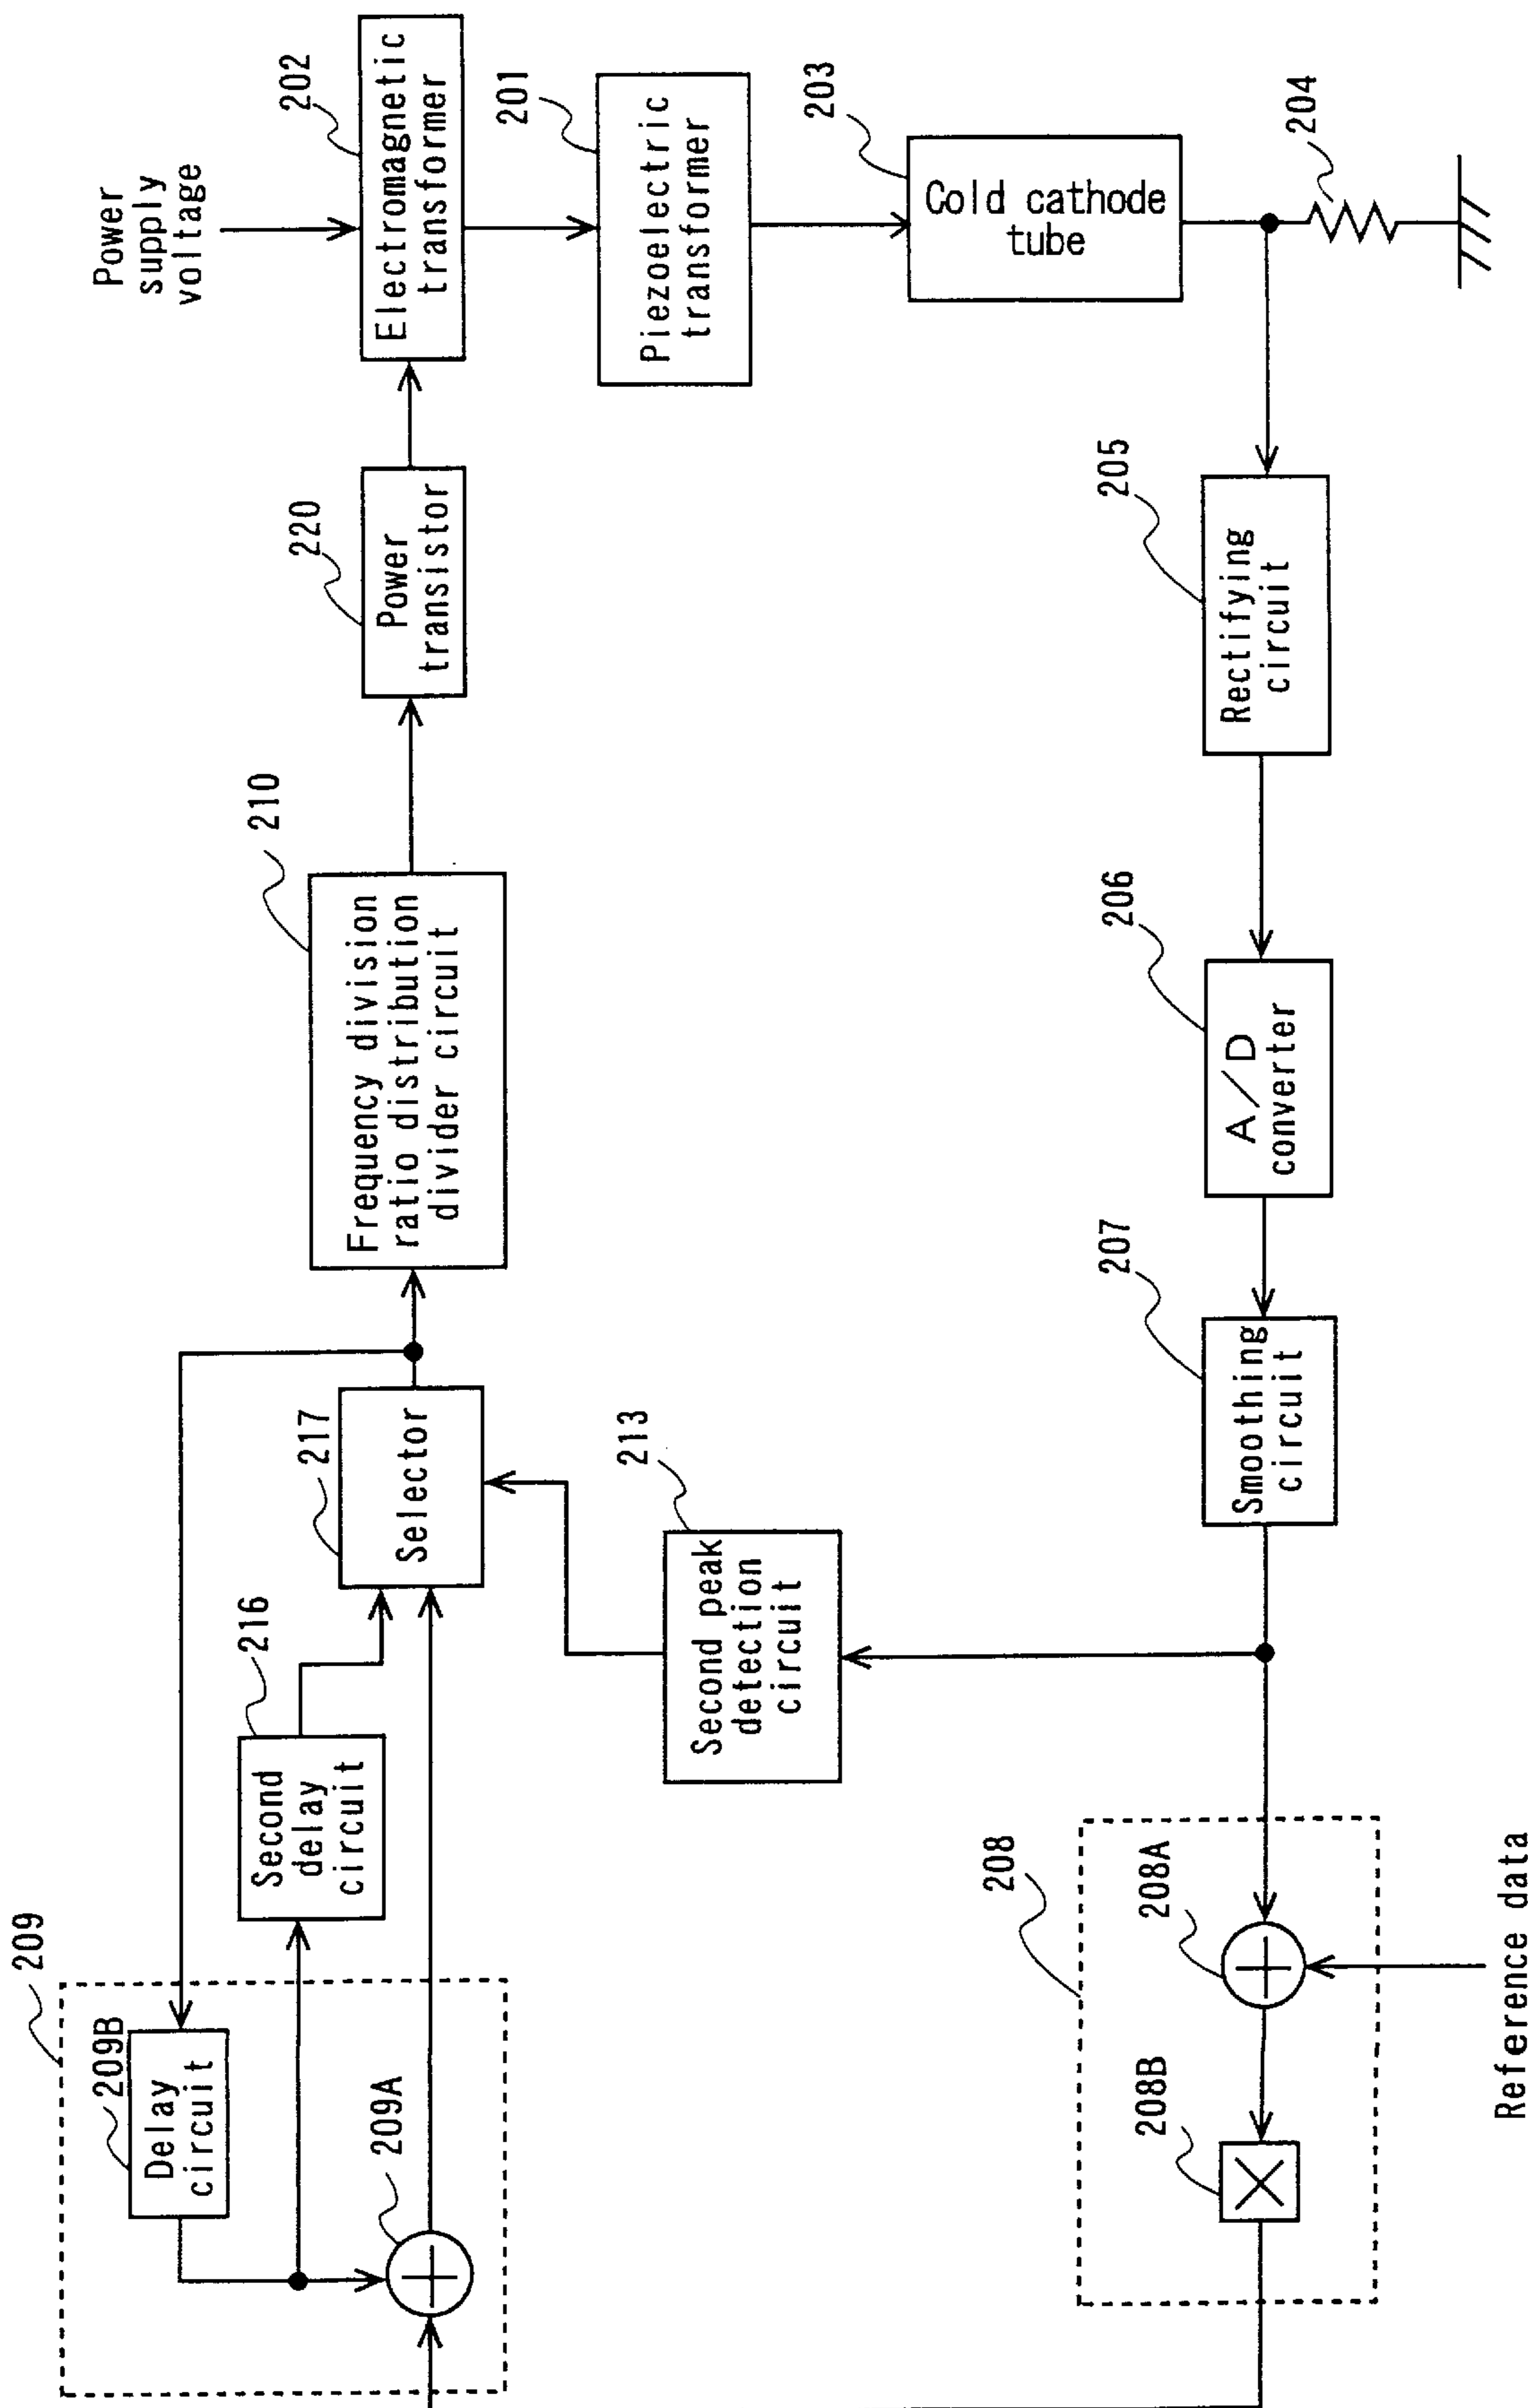 209
209B
Delay
circuit
209A
216
Second
delay
circuit
217
Selector
210
Frequency division
ratio distribution
divider circuit
220
Power
transistor
Power
supply
voltage
202
Electromagnetic
transformer
201
Piezoelectric
transformer
203
Cold cathode
tube
204
213
Second peak
detection
circuit
208
208B
208A
Reference data
207
Smoothing
circuit
206
A/D
converter
205
Rectifying
circuit